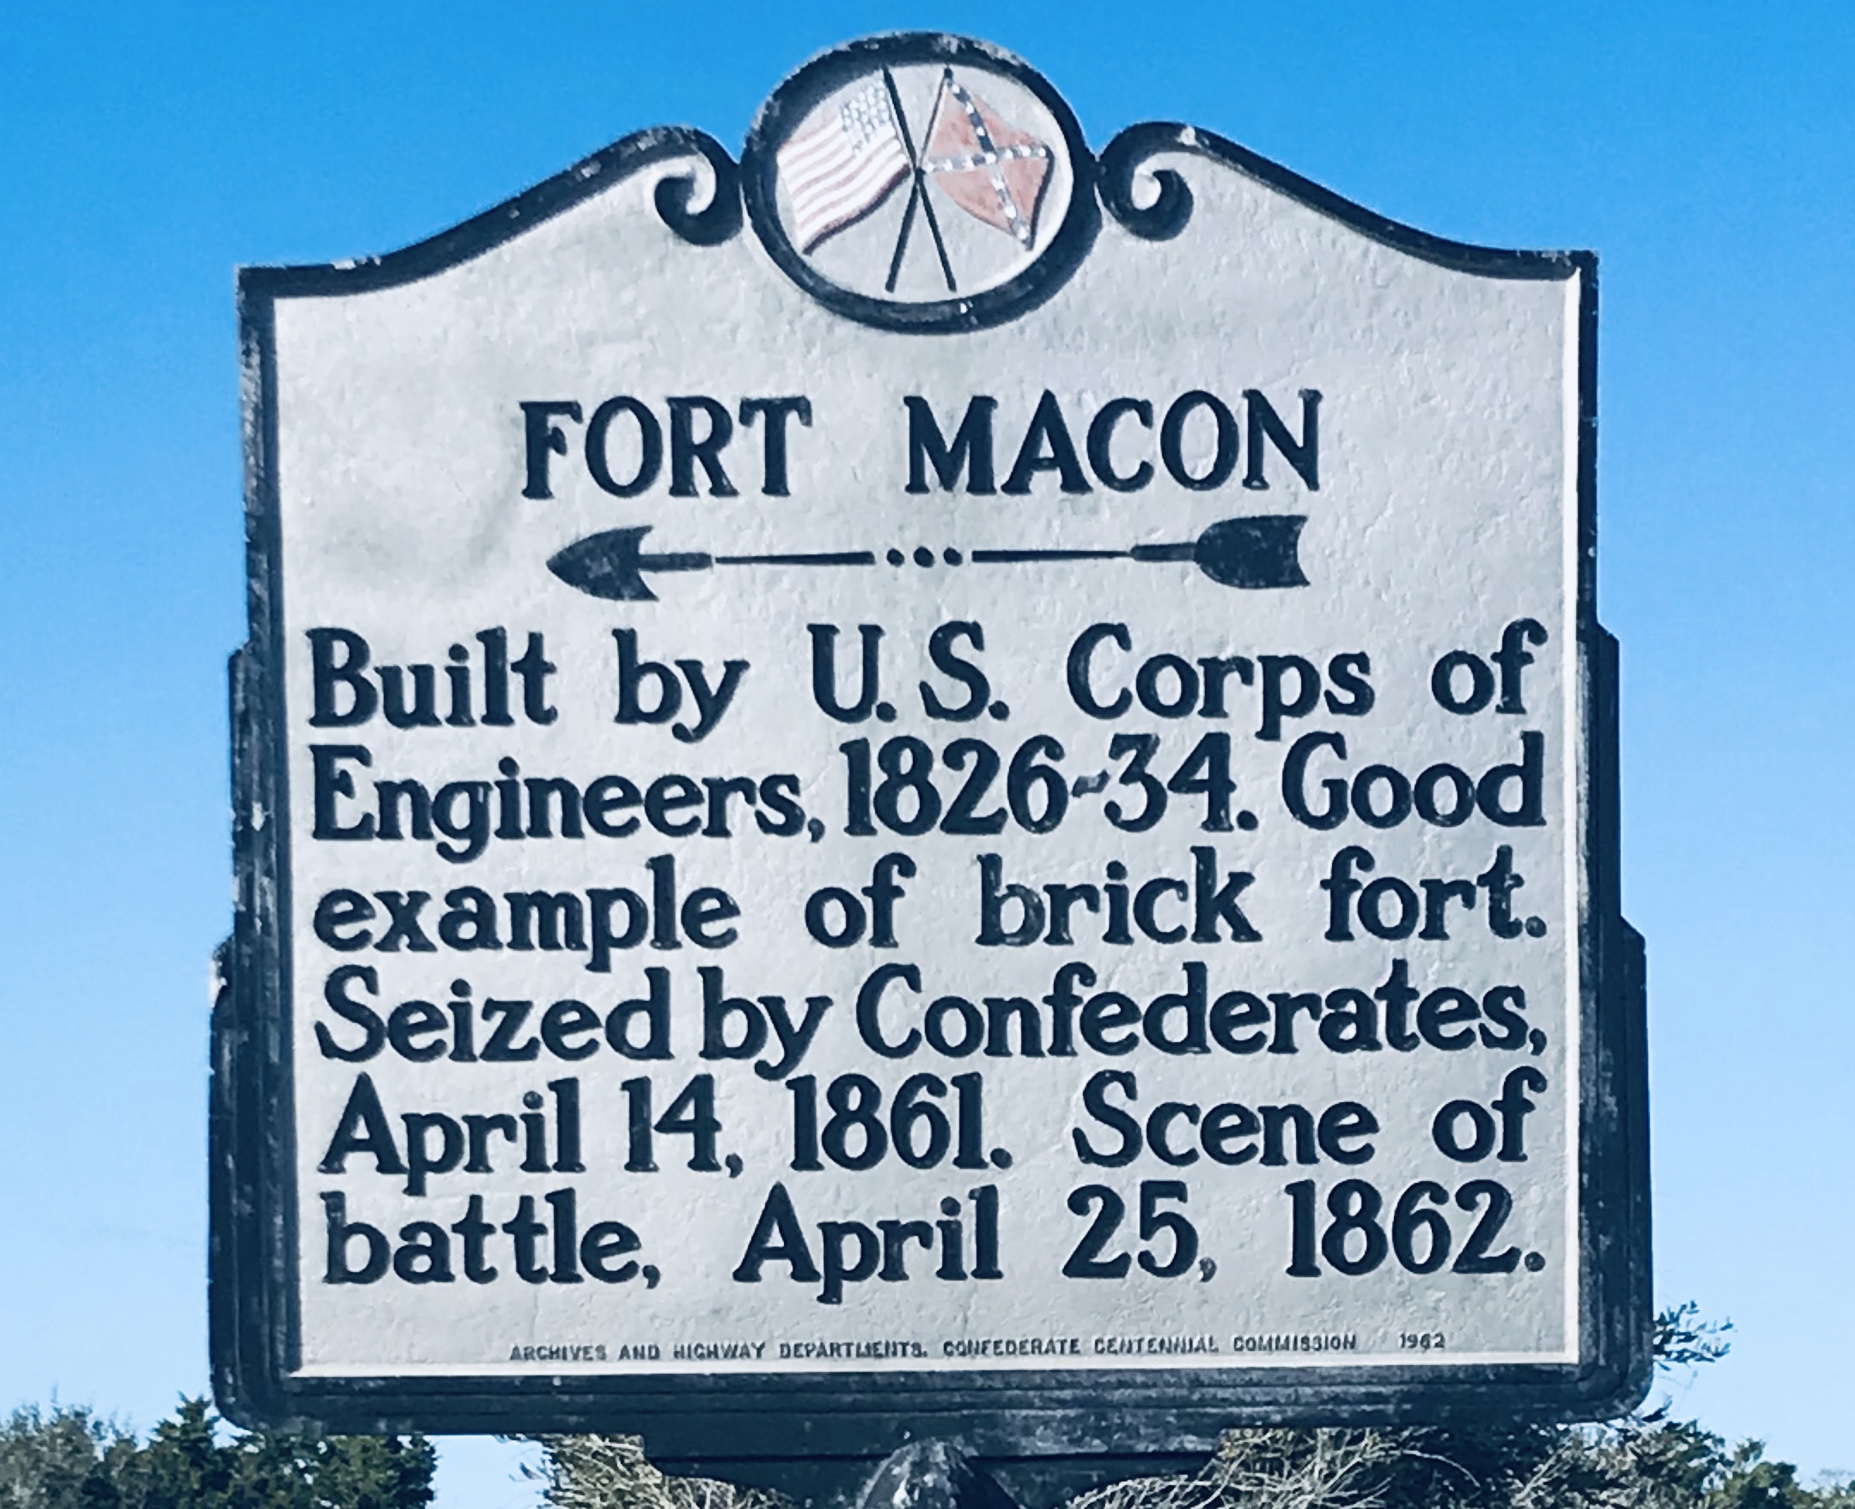 FORT MACON
Built by U.S. Corps of
Engineers, 1826-34. Good
example of brick fort.
Seized by Confederates,
April 14, 1861. Scene of
battle, April 25, 1862.
ARCHIVES AND HIGHWAY DEPARTMENTS. CONFEDERATE CENTENNIAL COMMISSION 1962